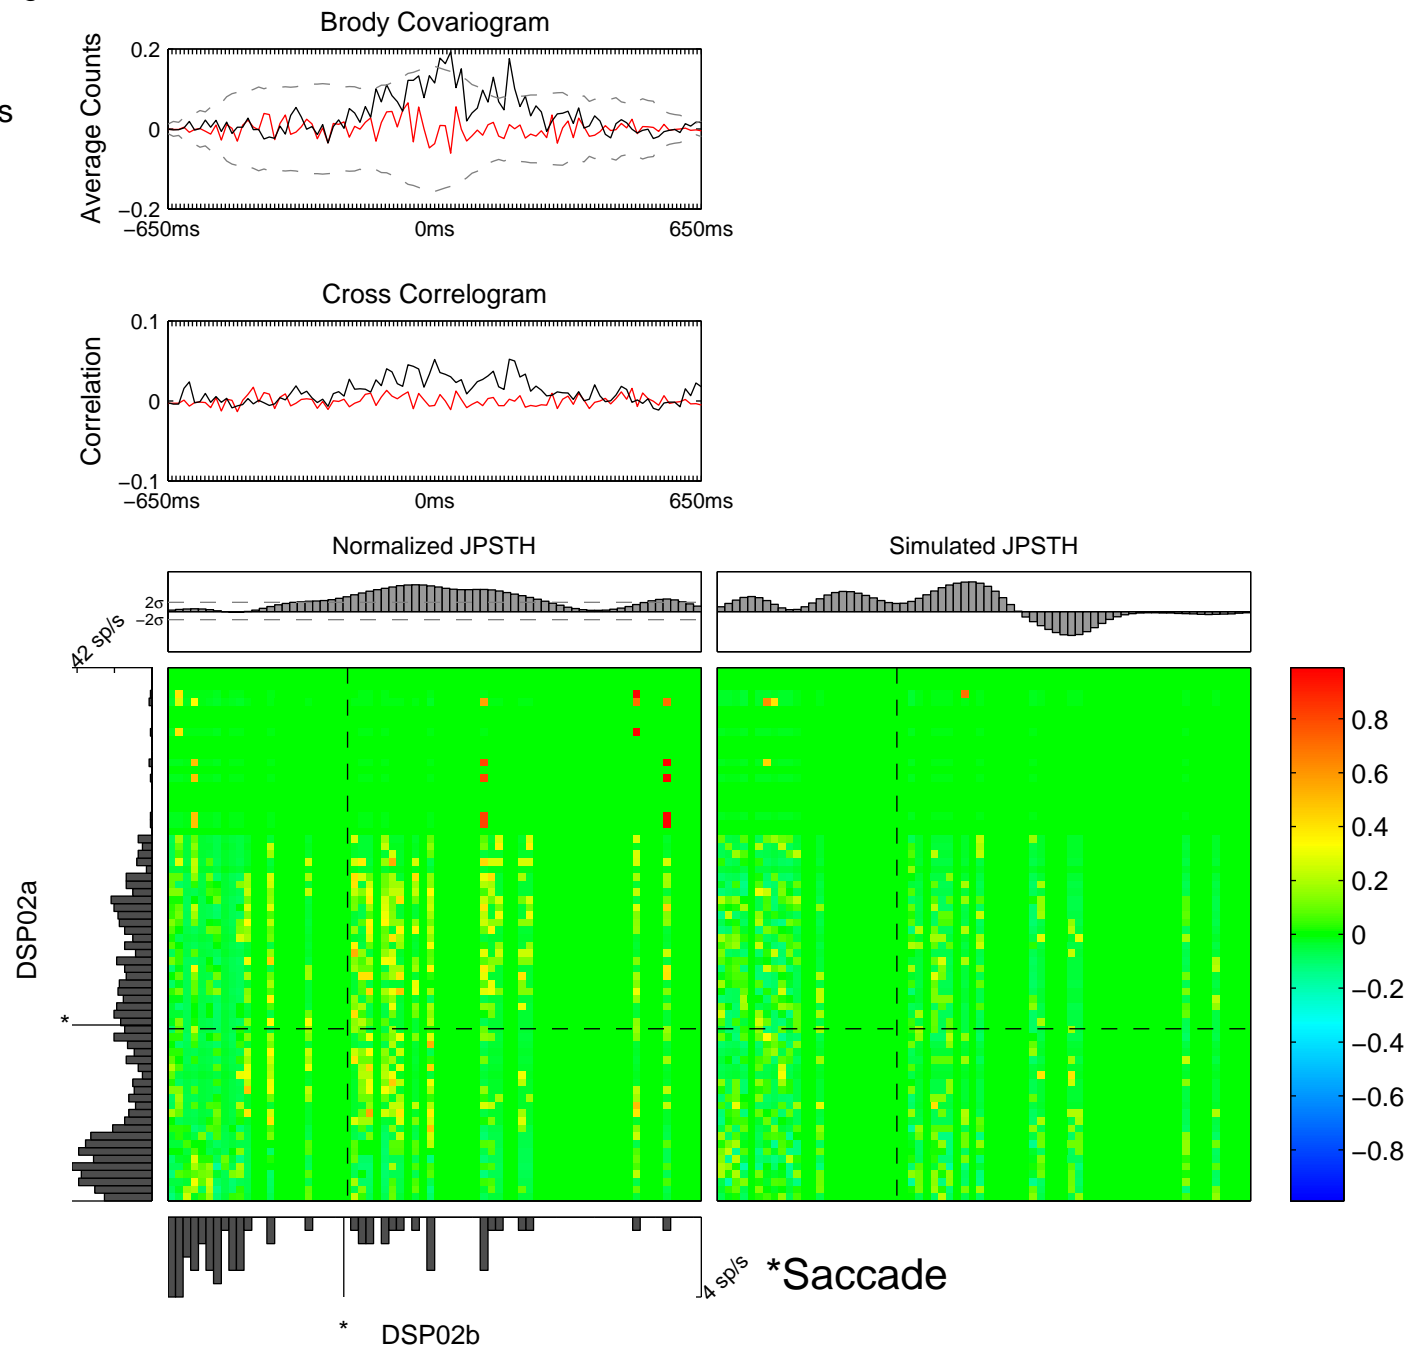 g
Brody Covariogram
Average Counts
s
0.2
0
−0.2
−650ms
0ms
650ms
Cross Correlogram
Correlation
0.1
0
−0.1
−650ms
0ms
650ms
Normalized JPSTH
Simulated JPSTH
2σ
−2σ
42 sp/s
DSP02a
*
0.8
0.6
0.4
0.2
0
−0.2
−0.4
−0.6
−0.8
4 sp/s
*Saccade
*
DSP02b